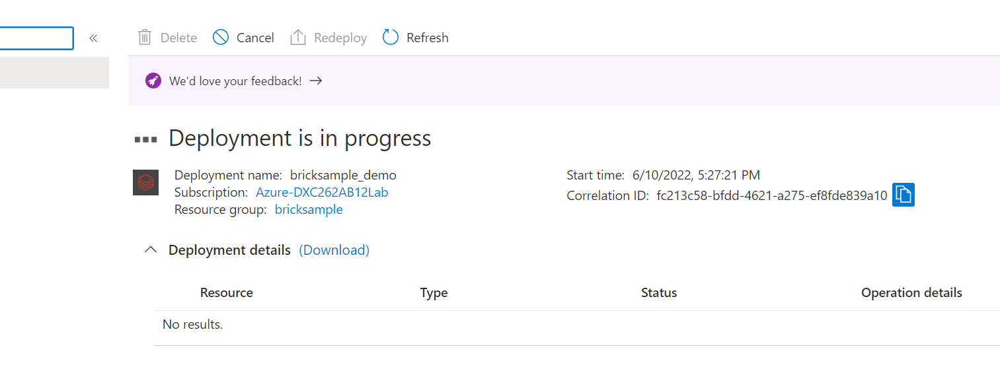 « Delete Cancel Redeploy Refresh
We'd love your feedback! →
Deployment is in progress
Deployment name: bricksample_demo
Subscription: Azure-DXC262AB12Lab
Resource group: bricksample
Start time: 6/10/2022, 5:27:21 PM
Correlation ID: fc213c58-bfdd-4621-a275-ef8fde839a10
Deployment details (Download)
Resource Type Status Operation details
No results.